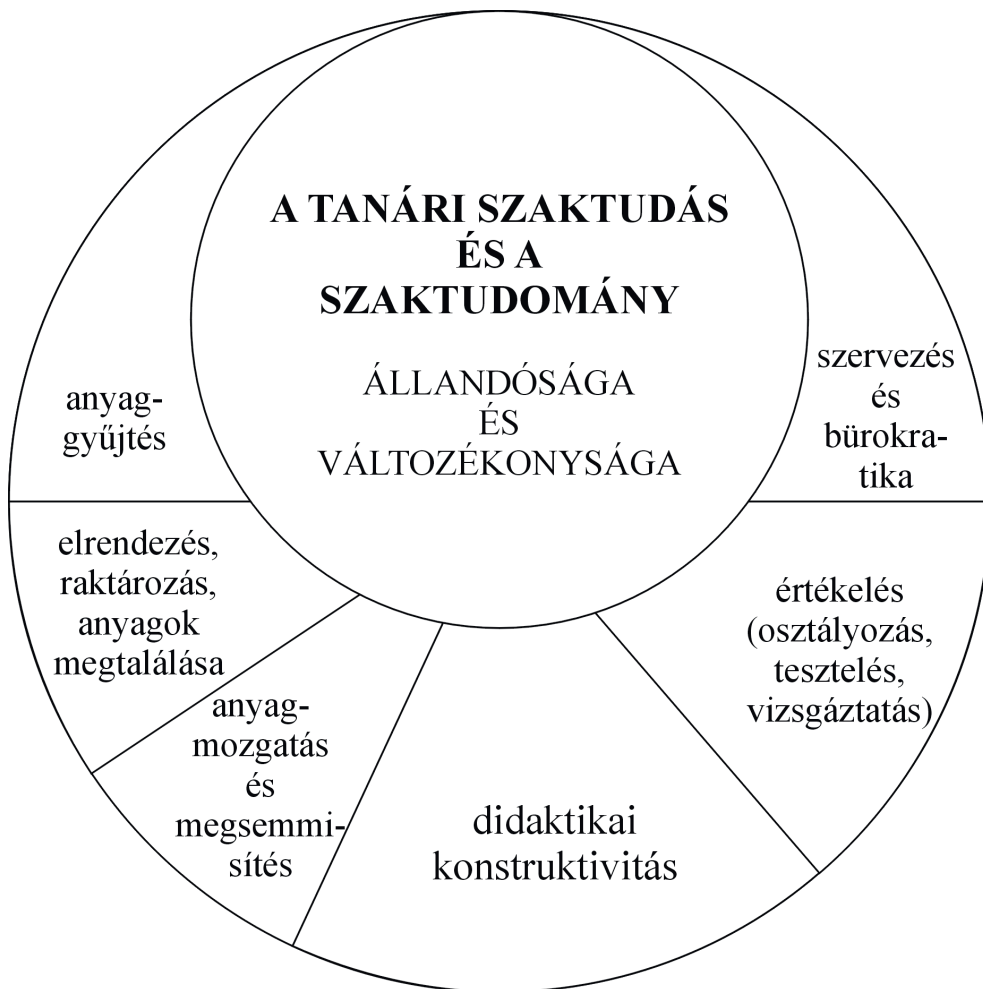 A TANÁRI SZAKTUDÁS
ÉS A
SZAKTUDOMÁNY
ÁLLANDÓSÁGA
ÉS
VÁLTOZÉKONYSÁGA
anyag-
gyűjtés
elrendezés,
raktározás,
anyagok
megtalálása
anyag-
mozgatás
és
megsemmi-
sítés
didaktikai
konstruktivitás
értékelés
(osztályozás,
tesztelés,
vizsgáztatás)
szervezés
és
bürokra-
tika